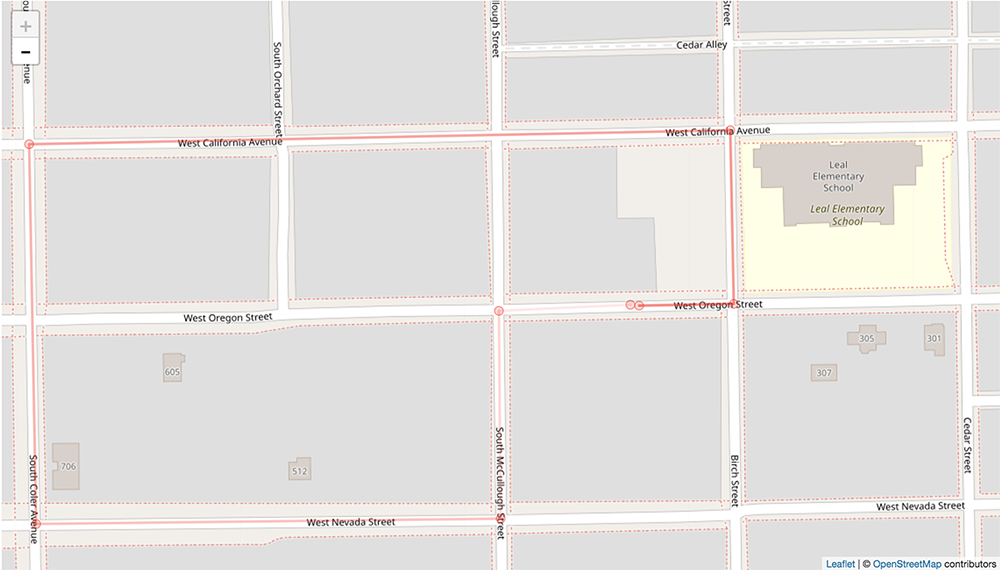 +
-
Cedar Alley
Street
South Orchard Street
West California Avenue
West California Avenue
Leal
Elementary
School
Leal Elementary
School
West Oregon Street
West Oregon Street
605
305
301
307
South Coler Avenue
706
512
South McCullough Street
Birch Street
Cedar Street
West Nevada Street
West Nevada Street
Leaflet | © OpenStreetMap contributors